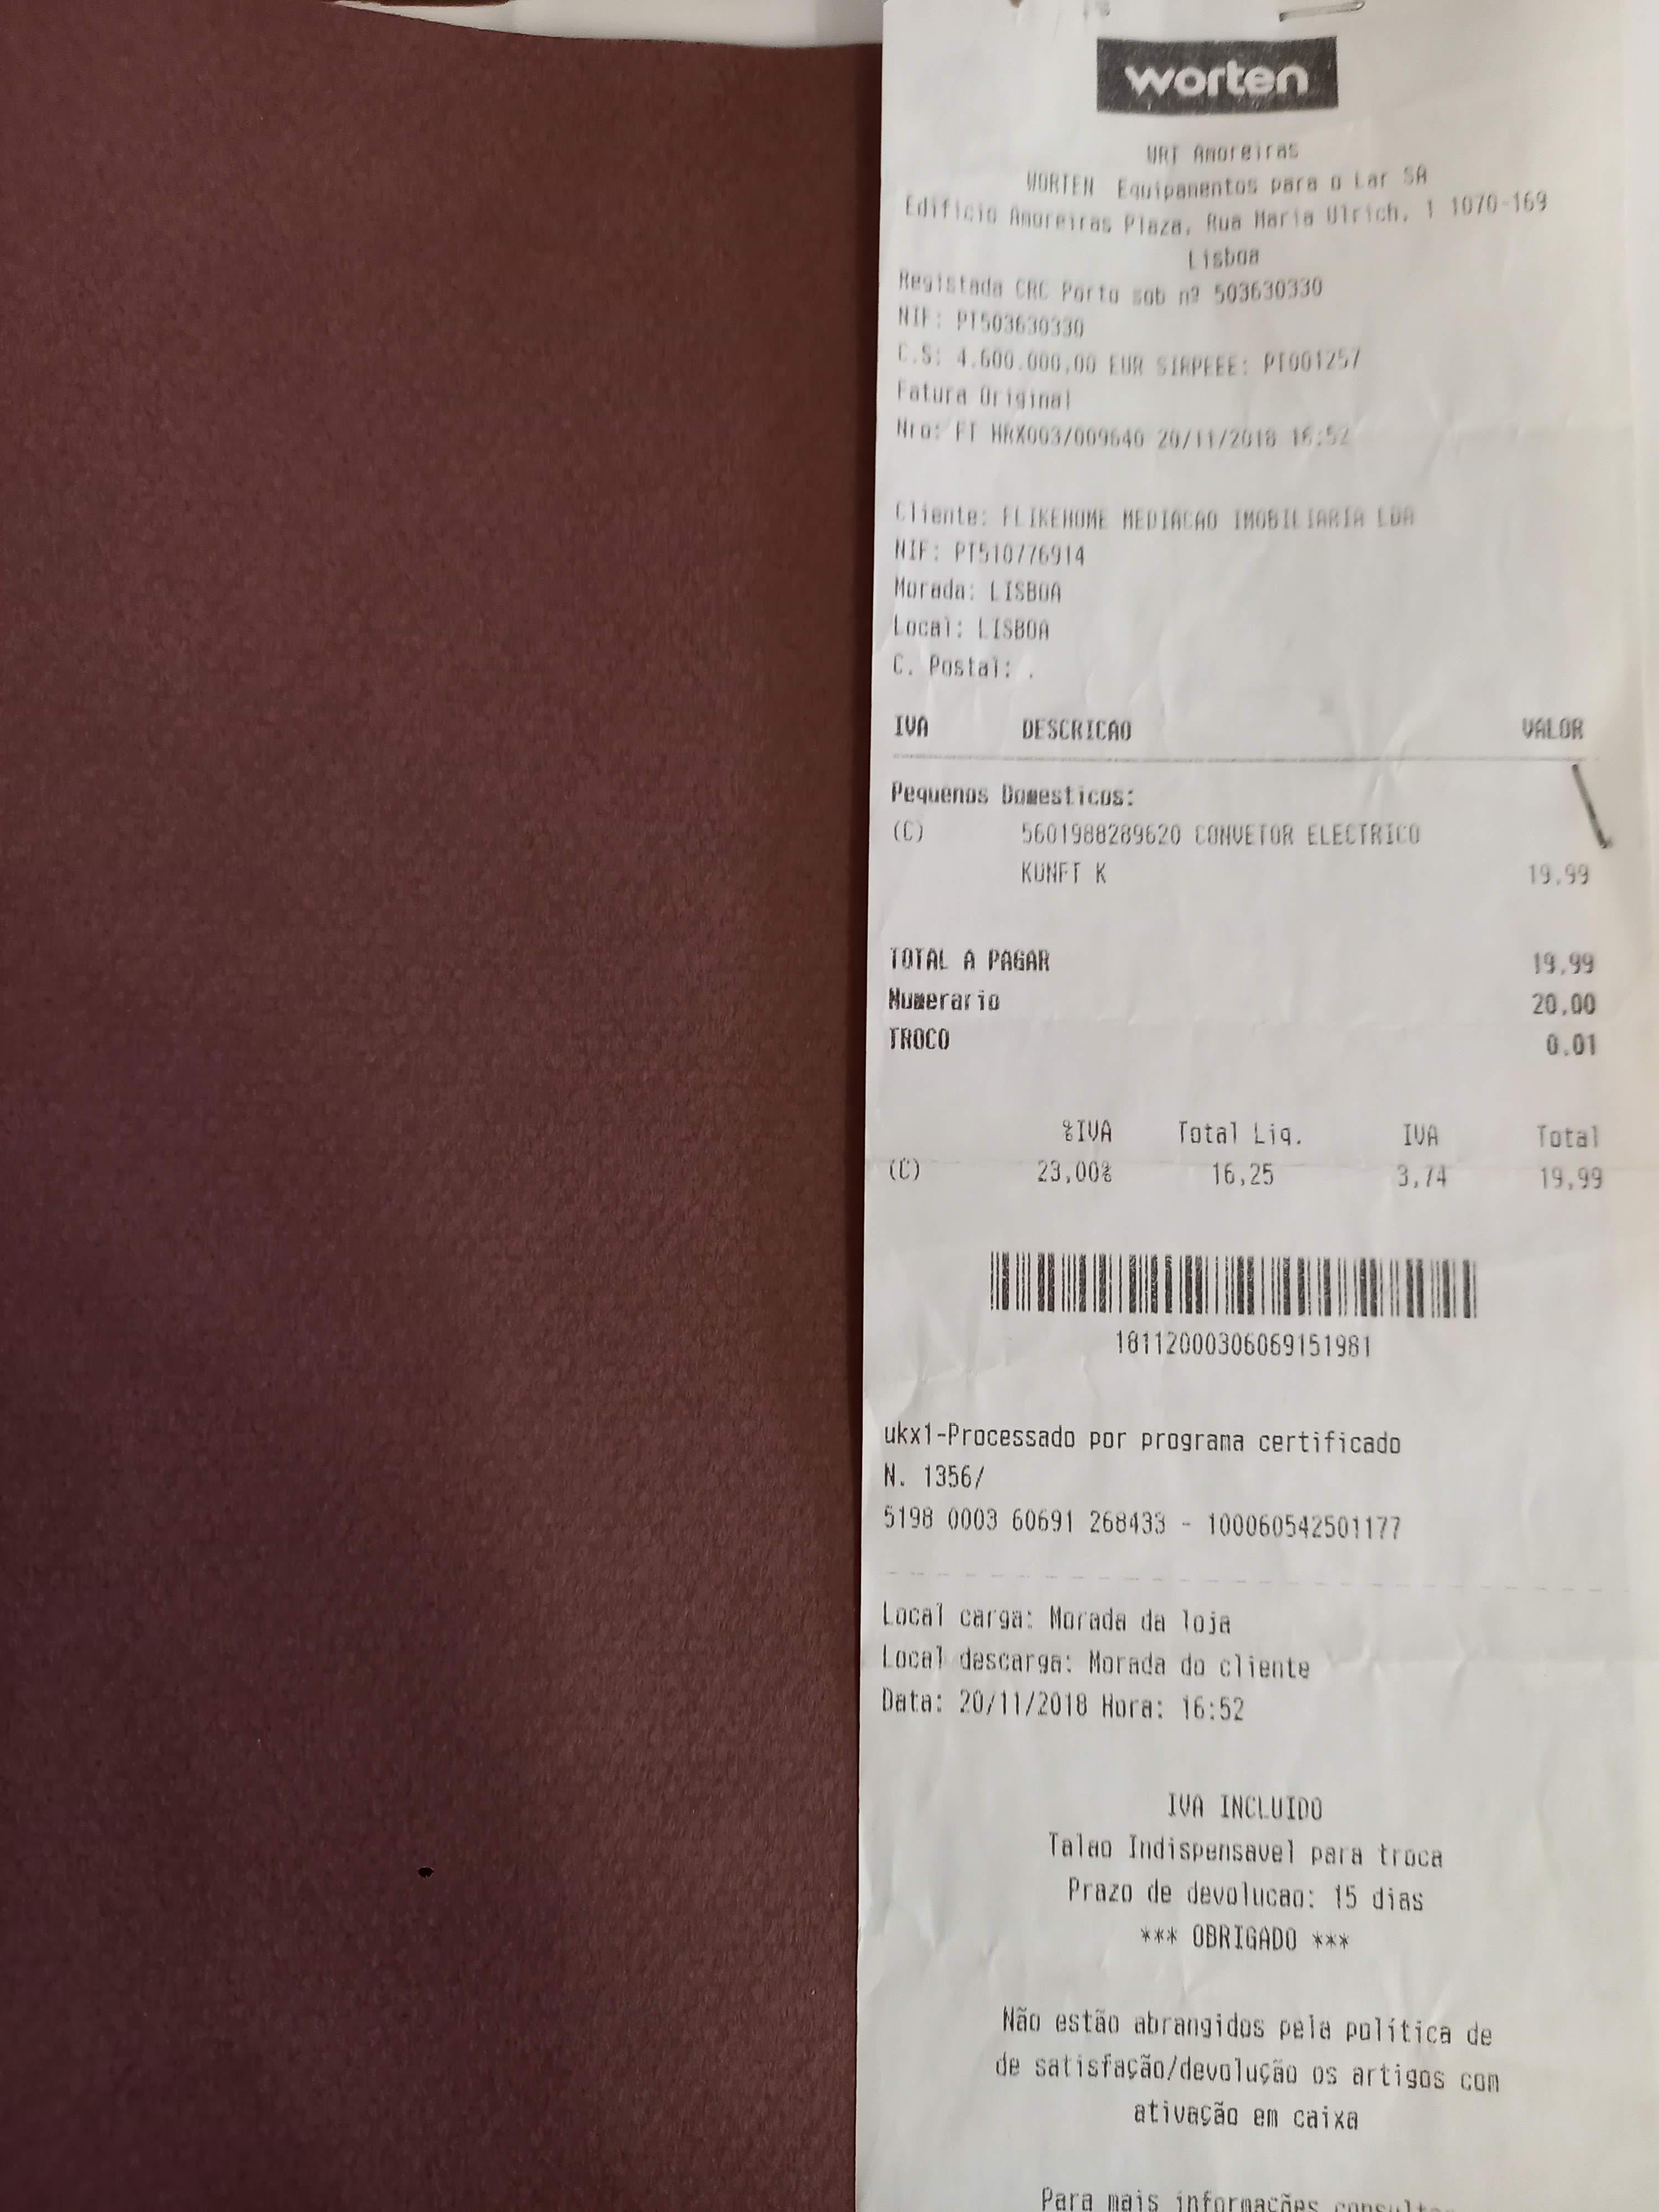 worten
WRT Amoreiras
WORTEN Equipamentos para o Lar SA
Edificio Amoreiras Plaza, Rua Maria Ulrich, 1 1070-169
Lisboa
Registada CRC Porto sob nº 503630330
NIF: PT503630330
C.S: 4.600.000,00 EUR SIRPEEE: PT001257
Fatura Original
Nro: FT HRX003/009640 20/11/2018 16:52
Cliente: FLIKEHOME MEDIACAO IMOBILIARIA LDA
NIF: PT510776914
Morada: LISBOA
Local: LISBOA
C. Postal: .
IVA DESCRICAO VALOR
Pequenos Domesticos:
(C) 5601988289620 CONVETOR ELECTRICO
KUNFT K 19,99
TOTAL A PAGAR 19,99
Numerario 20,00
TROCO 0.01
%IVA Total Liq. IVA Total
(C) 23,00% 16,25 3,74 19,99
18112000306069151981
ukx1-Processado por programa certificado
N. 1356/
5198 0003 60691 268433 - 100060542501177
Local carga: Morada da loja
Local descarga: Morada do cliente
Data: 20/11/2018 Hora: 16:52
IVA INCLUIDO
Talao Indispensavel para troca
Prazo de devolucao: 15 dias
*** OBRIGADO ***
Não estão abrangidos pela política de
de satisfação/devolução os artigos com
ativação em caixa
Para mais informações